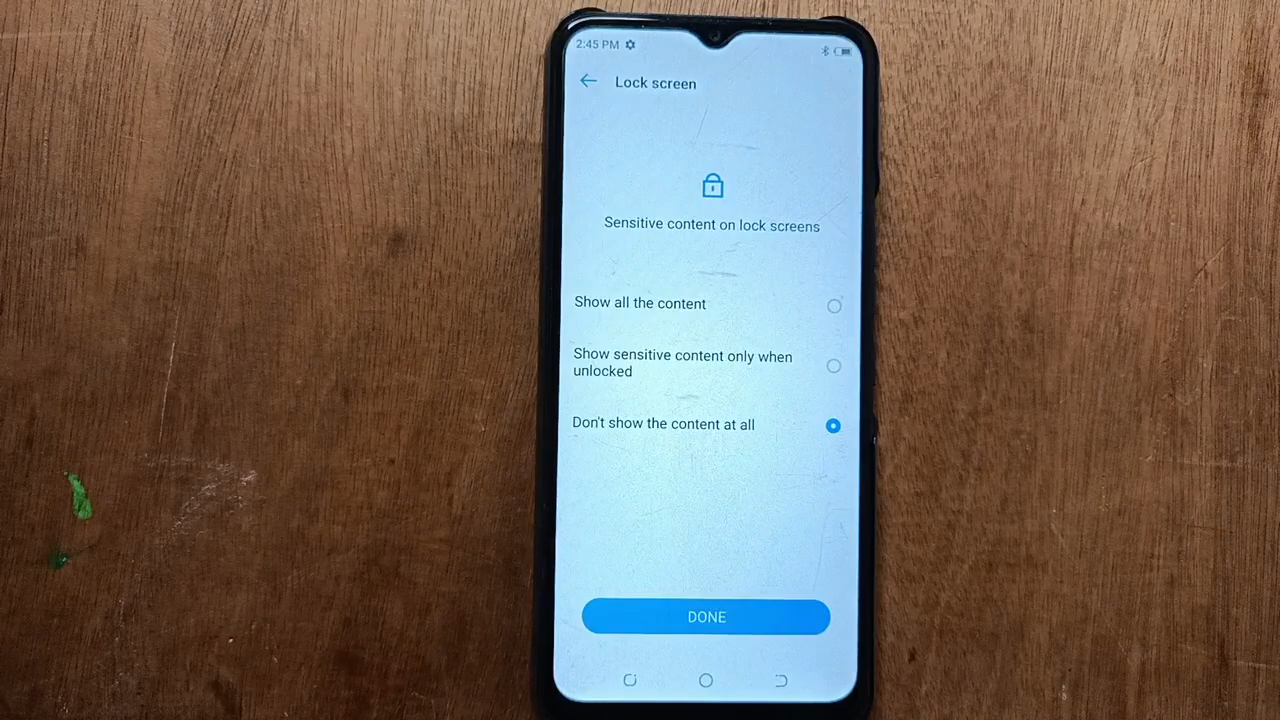 2:45 PM
Lock screen
Sensitive content on lock screens
Show all the content
Show sensitive content only when
unlocked
Don't show the content at all
DONE